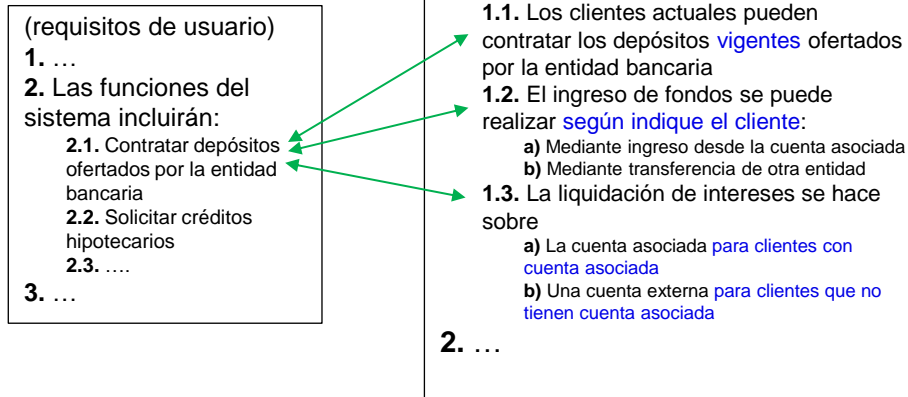 (requisitos de usuario)
1. …
2. Las funciones del
sistema incluirán:
2.1. Contratar depósitos
ofertados por la entidad
bancaria
2.2. Solicitar créditos
hipotecarios
2.3. ….
3. …
1.1. Los clientes actuales pueden
contratar los depósitos vigentes ofertados
por la entidad bancaria
1.2. El ingreso de fondos se puede
realizar según indique el cliente:
a) Mediante ingreso desde la cuenta asociada
b) Mediante transferencia de otra entidad
1.3. La liquidación de intereses se hace
sobre
a) La cuenta asociada para clientes con
cuenta asociada
b) Una cuenta externa para clientes que no
tienen cuenta asociada
2. …